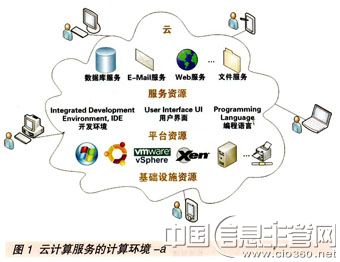 云
数据库服务 E-Mail服务 Web服务 ... 文件服务
服务资源
Integrated Development Environment, IDE 开发环境
User Interface UI 用户界面
Programming Language 编程语言
平台资源
vmware vSphere
Xen
...
基础设施资源
图 1 云计算服务的计算环境 -a
中国信息主管网
www.cio360.net